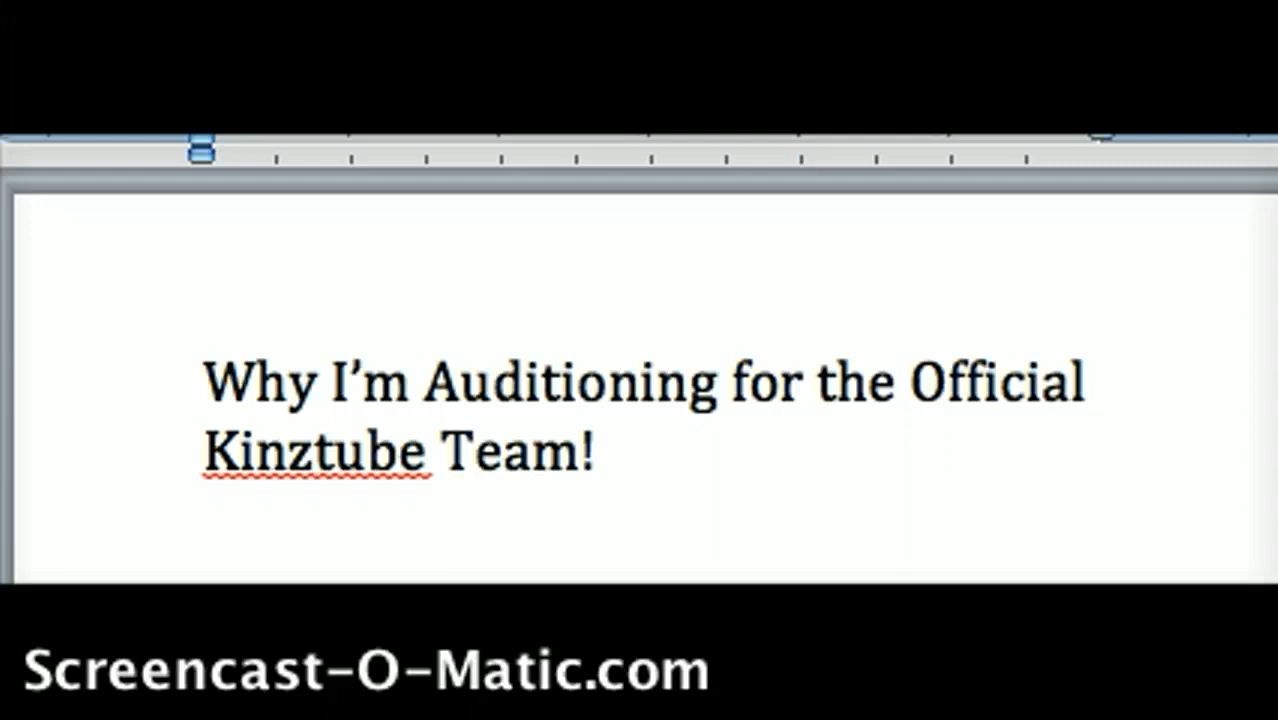 Why I’m Auditioning for the Official
Kinztube Team!
Screencast-O-Matic.com